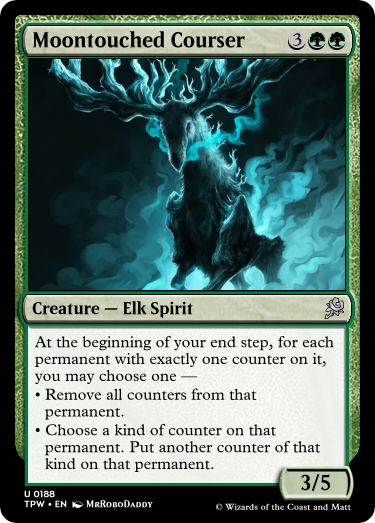 Moontouched Courser 3
Creature — Elk Spirit
At the beginning of your end step, for each
permanent with exactly one counter on it,
you may choose one —
• Remove all counters from that
permanent.
• Choose a kind of counter on that
permanent. Put another counter of that
kind on that permanent.
3/5
U 0188
TPW • EN MrRoboDaddy
© Wizards of the Coast and Matt